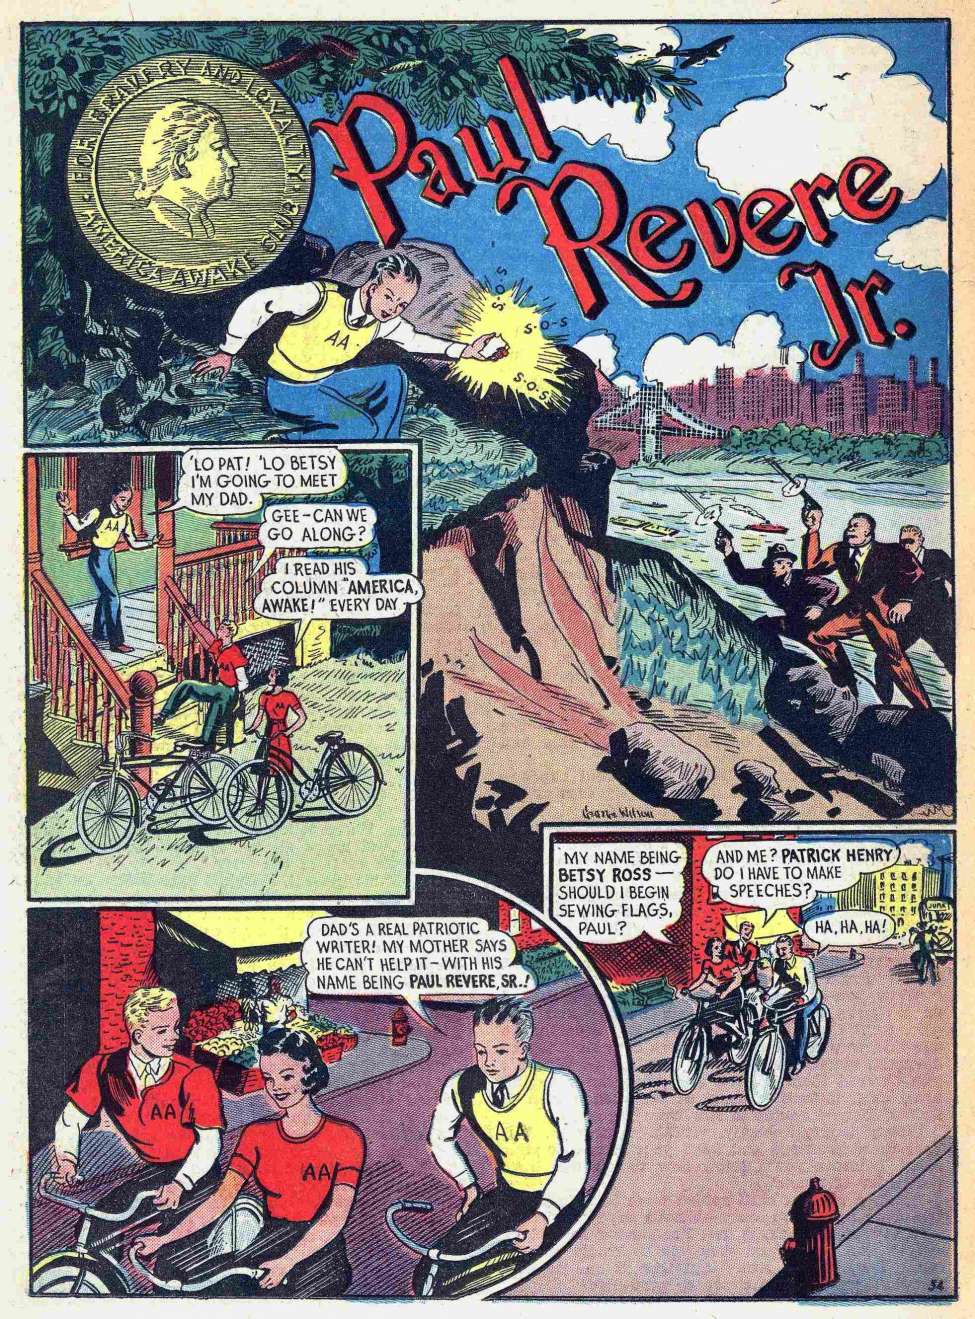 FOR BRAVERY AND LOYALTY
AMERICA AWAKE CLUB
Paul
Revere
Jr.
AA
S-O-S
S-O-S
S-O-S
'LO PAT! 'LO BETSY
I'M GOING TO MEET
MY DAD.
GEE-CAN WE
GO ALONG?
I READ HIS
COLUMN "AMERICA,
AWAKE!" EVERY DAY
AA
George Wilson
DAD'S A REAL PATRIOTIC
WRITER! MY MOTHER SAYS
HE CAN'T HELP IT-WITH HIS
NAME BEING PAUL REVERE, SR.!
AA
AA
AA
MY NAME BEING
BETSY ROSS—
SHOULD I BEGIN
SEWING FLAGS,
PAUL?
AND ME? PATRICK HENRY
DO I HAVE TO MAKE
SPEECHES?
HA, HA, HA!
54